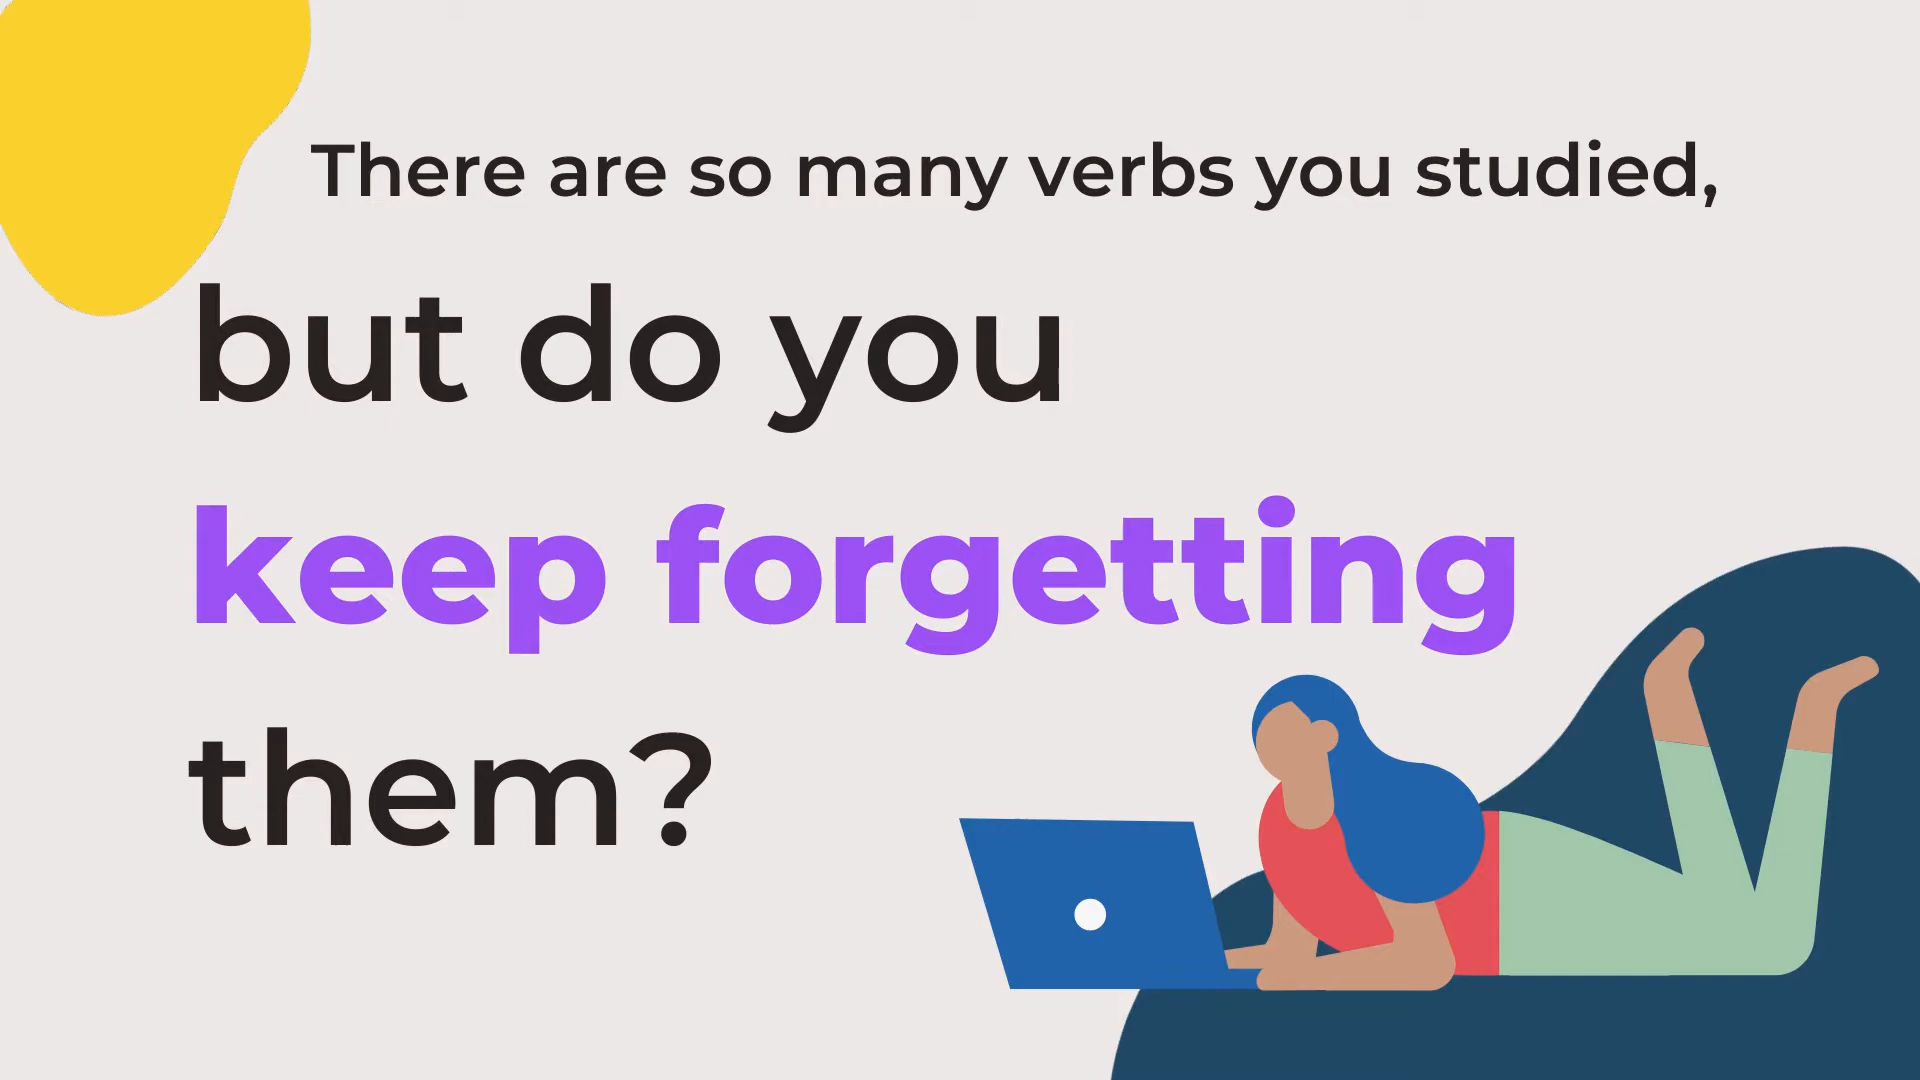 There are so many verbs you studied,
but do you
keep forgetting
them?